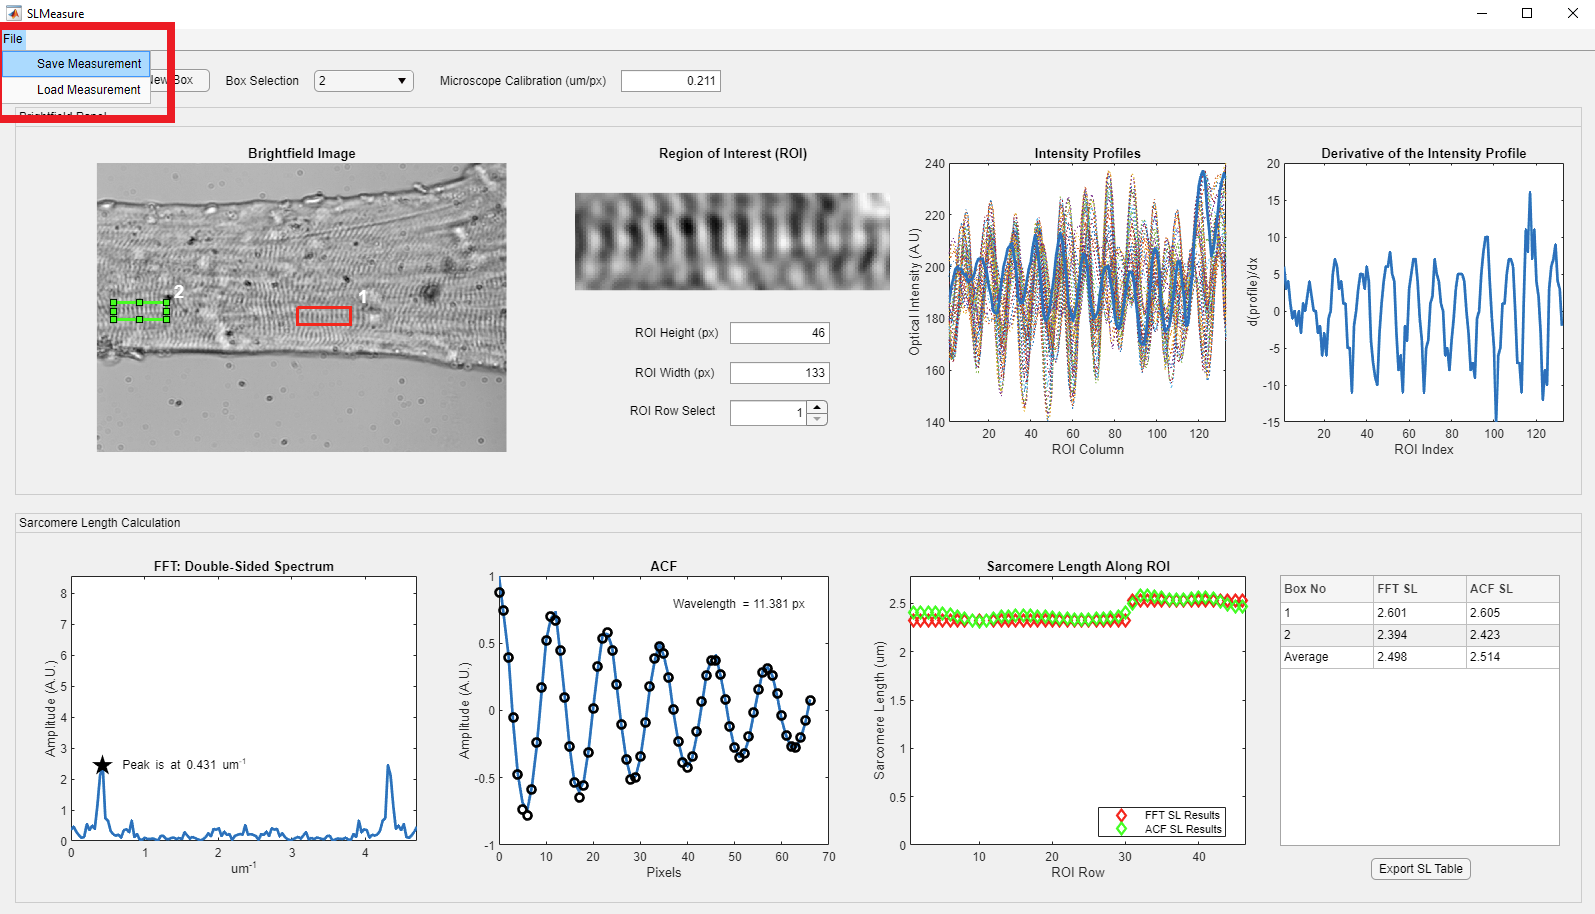 SLMeasure
File
Save Measurement
Load Measurement
New Box
Box Selection
2
Microscope Calibration (um/px)
0.211
Brightfield Panel
Brightfield Image
2
1
Region of Interest (ROI)
ROI Height (px)
46
ROI Width (px)
133
ROI Row Select
1
Intensity Profiles
Optical Intensity (A.U)
240
220
200
180
160
140
20 40 60 80 100 120
ROI Column
Derivative of the Intensity Profile
d(profile)/dx
20
15
10
5
0
-5
-10
-15
20 40 60 80 100 120
ROI Index
Sarcomere Length Calculation
FFT: Double-Sided Spectrum
Amplitude (A.U.)
8
7
6
5
4
3
2
1
0
Peak is at 0.431 um-1
0 1 2 3 4
um-1
ACF
Amplitude (A.U.)
1
0.5
0
-0.5
-1
Wavelength = 11.381 px
0 10 20 30 40 50 60 70
Pixels
Sarcomere Length Along ROI
Sarcomere Length (um)
2.5
2
1.5
1
0.5
0
FFT SL Results
ACF SL Results
10 20 30 40
ROI Row
Box No FFT SL ACF SL
1 2.601 2.605
2 2.394 2.423
Average 2.498 2.514
Export SL Table